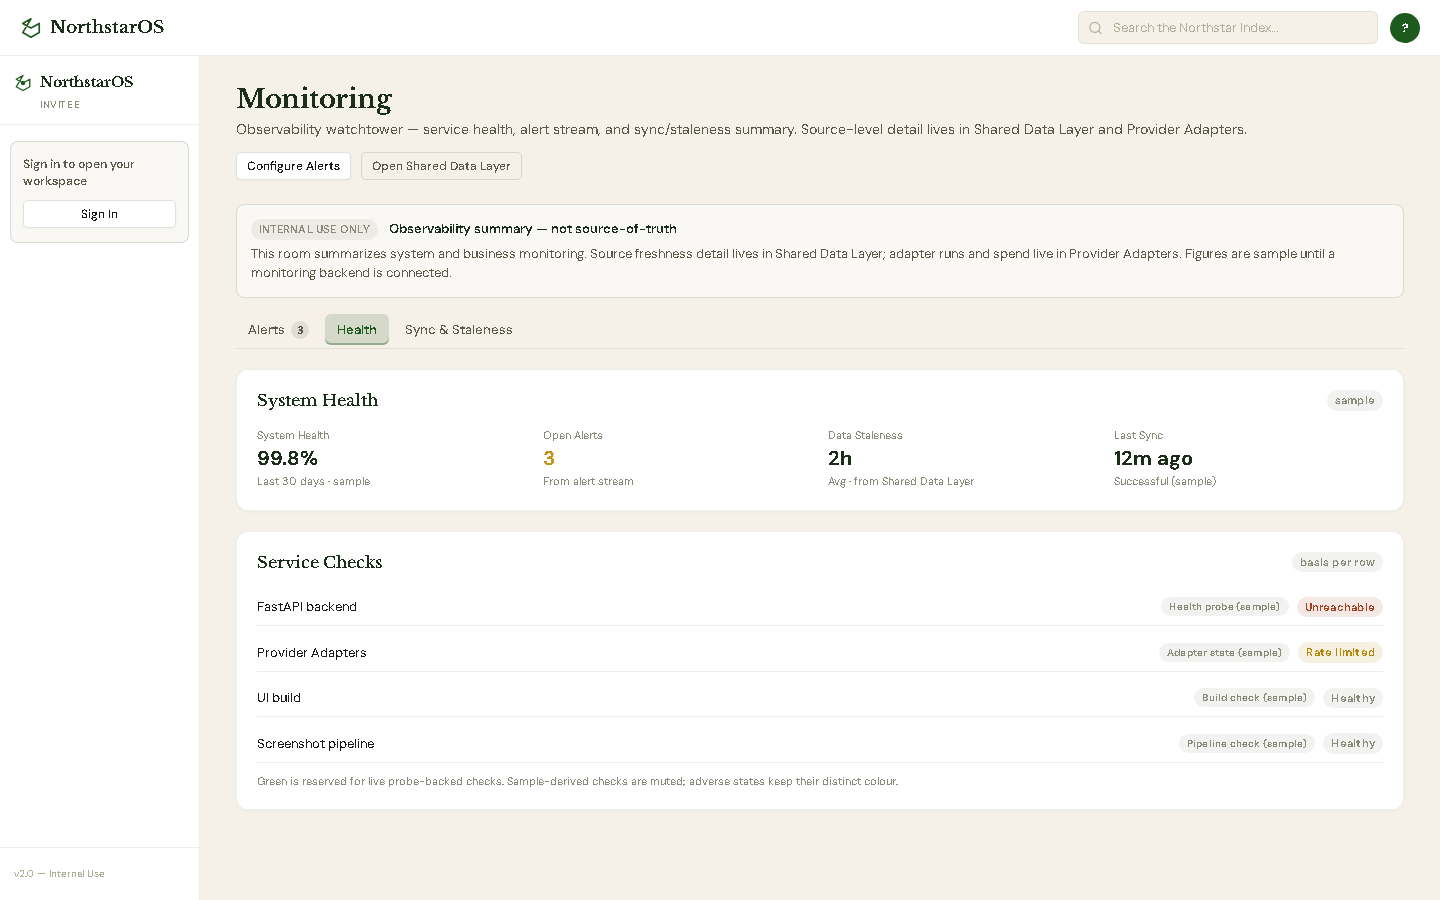 NorthstarOS
Search the Northstar Index...
?
NorthstarOS
INVITEE
Sign in to open your
workspace
Sign In
v2.0 — Internal Use
Monitoring
Observability watchtower — service health, alert stream, and sync/staleness summary. Source-level detail lives in Shared Data Layer and Provider Adapters.
Configure Alerts
Open Shared Data Layer
INTERNAL USE ONLY Observability summary — not source-of-truth
This room summarizes system and business monitoring. Source freshness detail lives in Shared Data Layer; adapter runs and spend live in Provider Adapters. Figures are sample until a
monitoring backend is connected.
Alerts 3 Health Sync & Staleness
System Health sample
System Health Open Alerts Data Staleness Last Sync
99.8% 3 2h 12m ago
Last 30 days · sample From alert stream Avg · from Shared Data Layer Successful (sample)
Service Checks basis per row
FastAPI backend Health probe (sample) Unreachable
Provider Adapters Adapter state (sample) Rate limited
UI build Build check (sample) Healthy
Screenshot pipeline Pipeline check (sample) Healthy
Green is reserved for live probe-backed checks. Sample-derived checks are muted; adverse states keep their distinct colour.